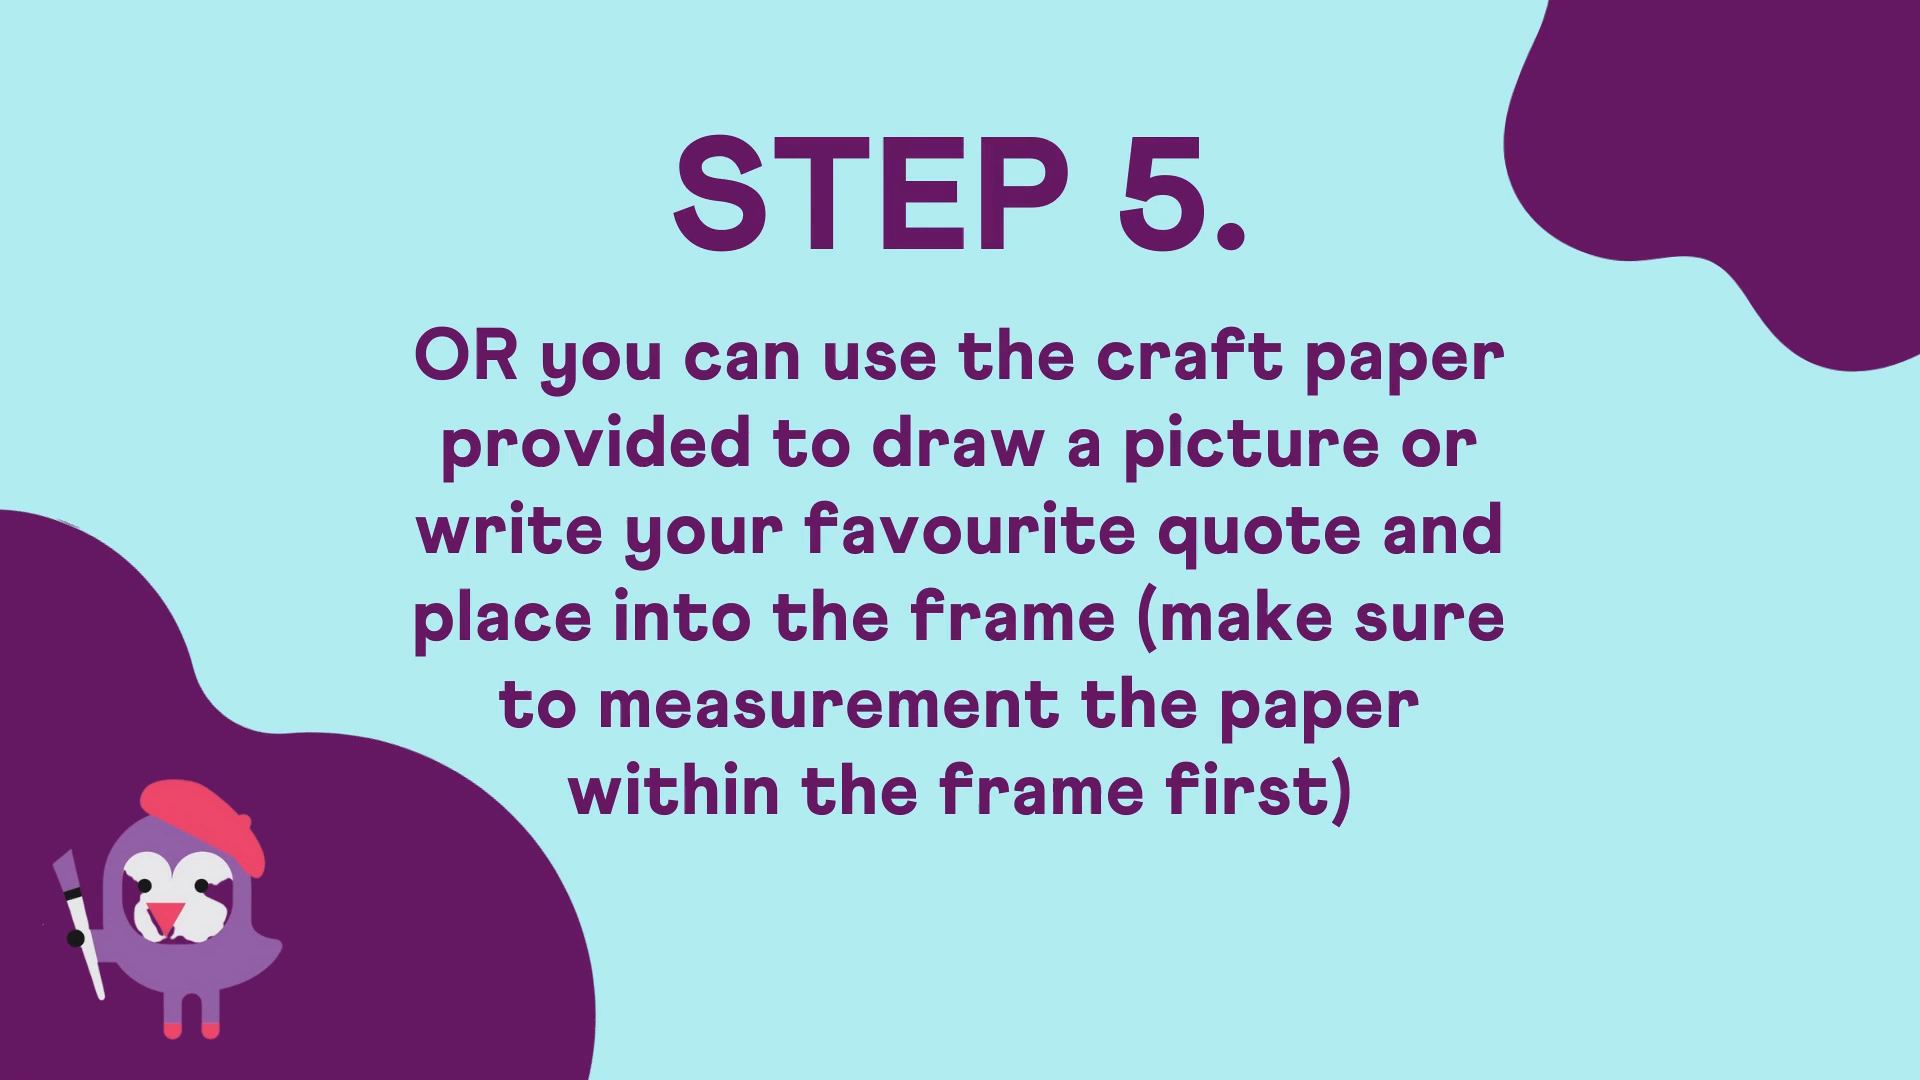 STEP 5.
OR you can use the craft paper
provided to draw a picture or
write your favourite quote and
place into the frame (make sure
to measurement the paper
within the frame first)